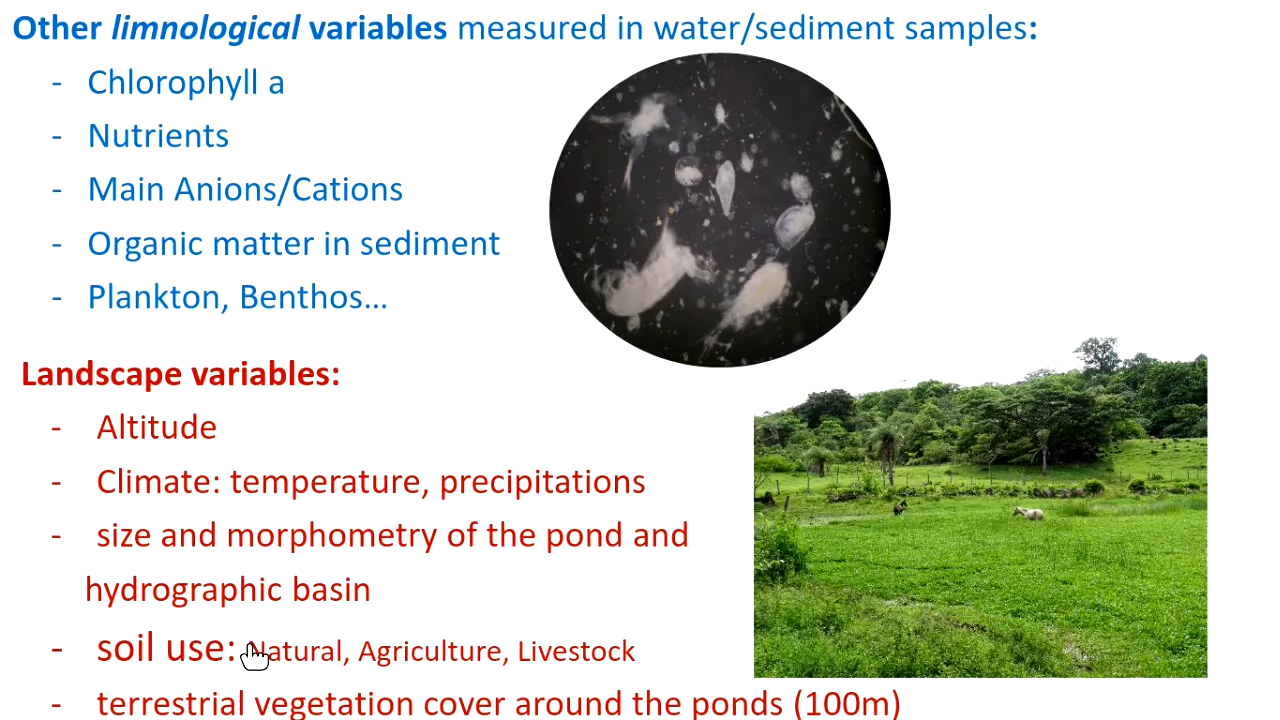 Other limnological variables measured in water/sediment samples:
- Chlorophyll a
- Nutrients
- Main Anions/Cations
- Organic matter in sediment
- Plankton, Benthos...
Landscape variables:
- Altitude
- Climate: temperature, precipitations
- size and morphometry of the pond and
hydrographic basin
- soil use: Natural, Agriculture, Livestock
- terrestrial vegetation cover around the ponds (100m)